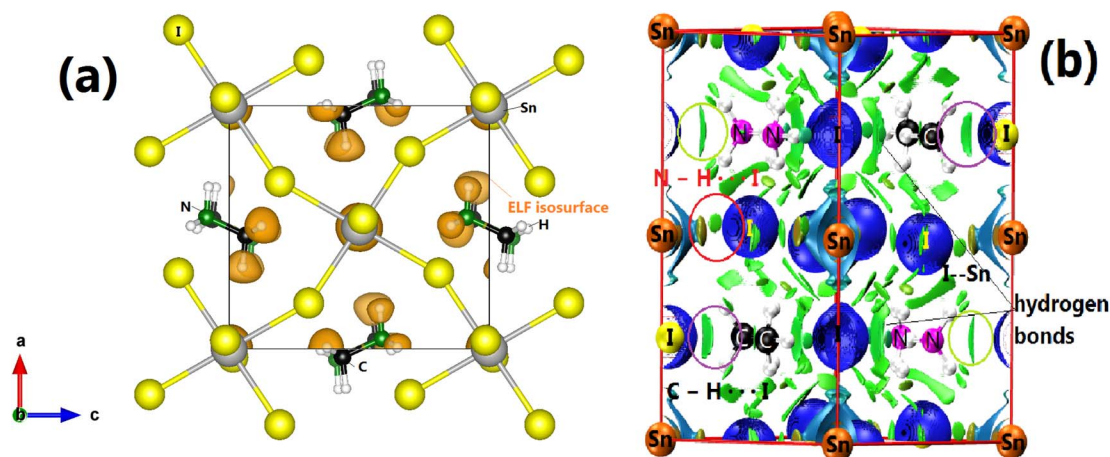 (a)
I
Sn
N
ELF isosurface
H
C
a
b
c
Sn Sn Sn
(b)
N N I C C I
N – H ··· I
Sn I Sn I Sn
I--Sn
hydrogen
bonds
I C C I N N
C – H ··· I
Sn Sn Sn